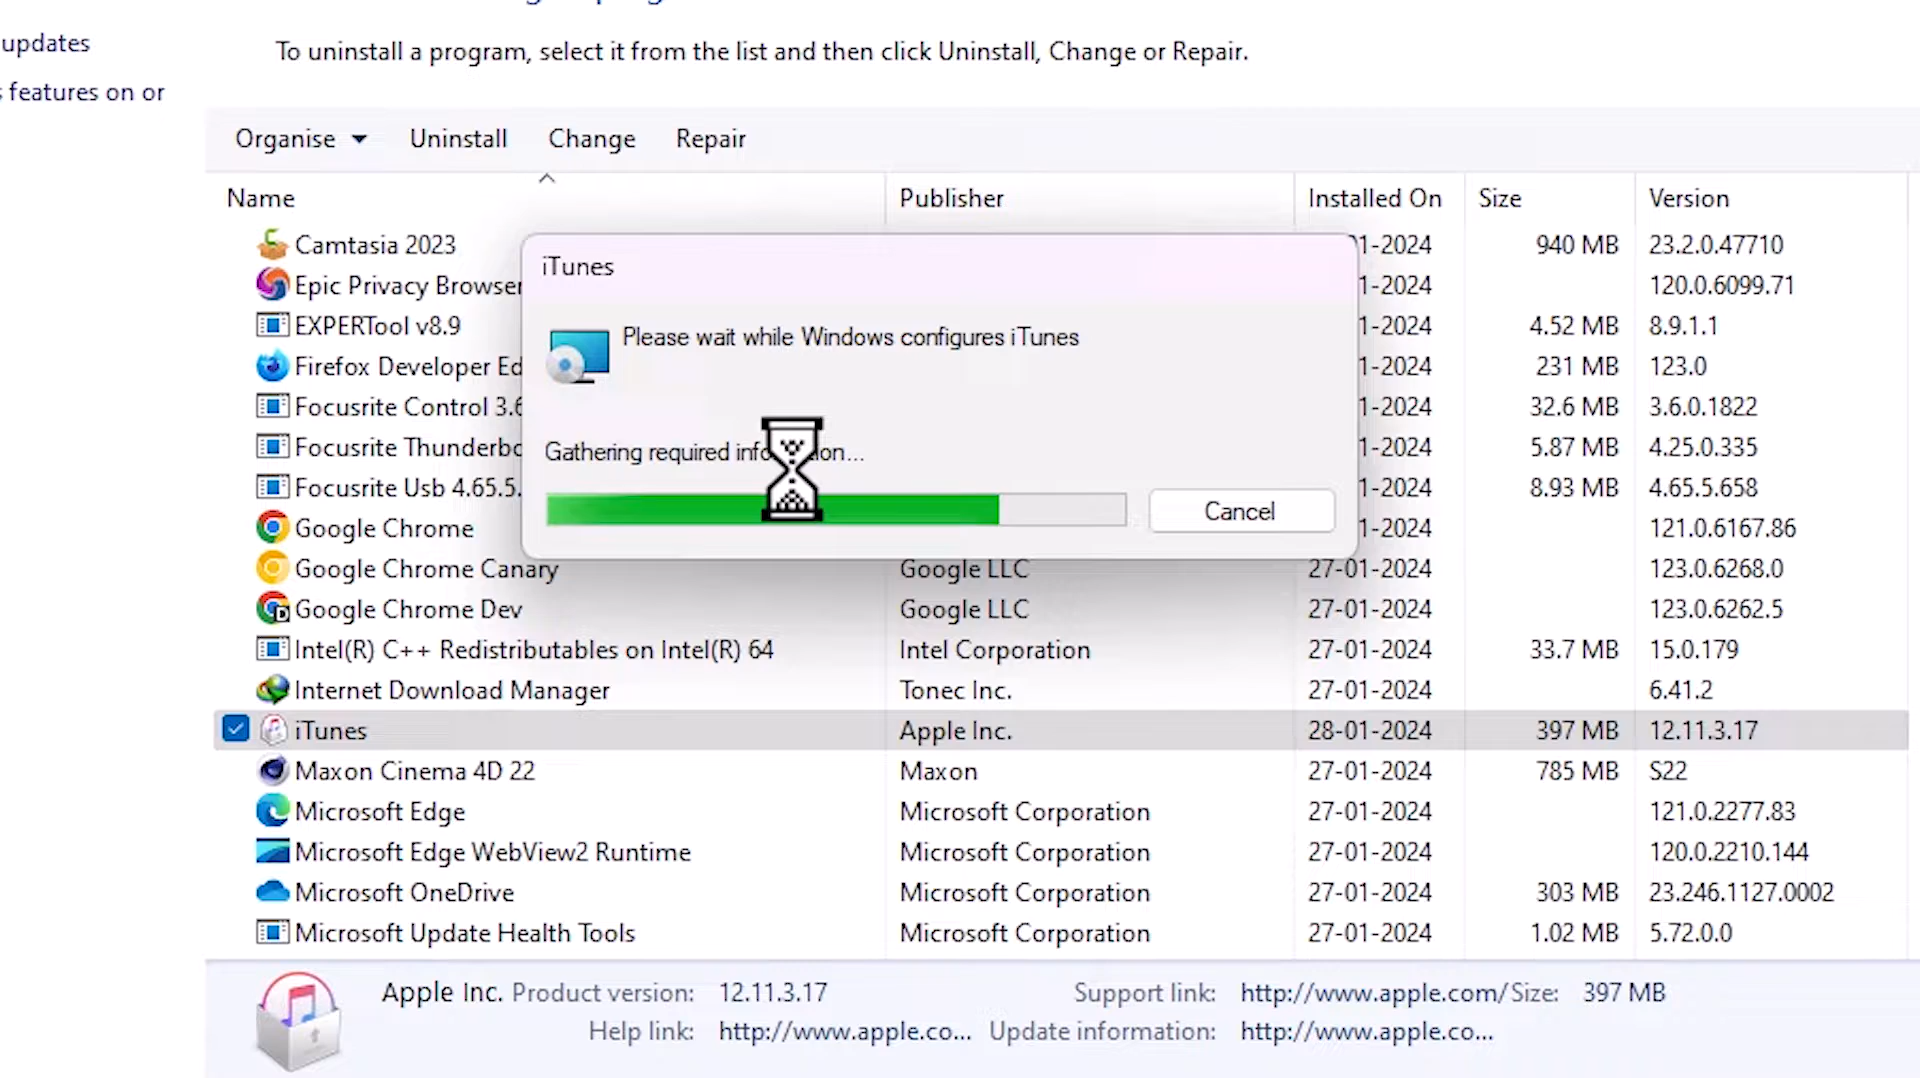 updates
To uninstall a program, select it from the list and then click Uninstall, Change or Repair.
features on or
Organise Uninstall Change Repair
Name Publisher Installed On Size Version
Camtasia 2023 1-2024 940 MB 23.2.0.47710
Epic Privacy Browser 1-2024 120.0.6099.71
EXPERTool v8.9 1-2024 4.52 MB 8.9.1.1
Firefox Developer Ed 1-2024 231 MB 123.0
Focusrite Control 3.6 1-2024 32.6 MB 3.6.0.1822
Focusrite Thunderbo 1-2024 5.87 MB 4.25.0.335
Focusrite Usb 4.65.5. 1-2024 8.93 MB 4.65.5.658
Google Chrome 1-2024 121.0.6167.86
iTunes
Please wait while Windows configures iTunes
Gathering required information...
Cancel
Google Chrome Canary Google LLC 27-01-2024 123.0.6268.0
Google Chrome Dev Google LLC 27-01-2024 123.0.6262.5
Intel(R) C++ Redistributables on Intel(R) 64 Intel Corporation 27-01-2024 33.7 MB 15.0.179
Internet Download Manager Tonec Inc. 27-01-2024 6.41.2
iTunes Apple Inc. 28-01-2024 397 MB 12.11.3.17
Maxon Cinema 4D 22 Maxon 27-01-2024 785 MB S22
Microsoft Edge Microsoft Corporation 27-01-2024 121.0.2277.83
Microsoft Edge WebView2 Runtime Microsoft Corporation 27-01-2024 120.0.2210.144
Microsoft OneDrive Microsoft Corporation 27-01-2024 303 MB 23.246.1127.0002
Microsoft Update Health Tools Microsoft Corporation 27-01-2024 1.02 MB 5.72.0.0
Apple Inc. Product version: 12.11.3.17 Support link: http://www.apple.com/ Size: 397 MB
Help link: http://www.apple.co... Update information: http://www.apple.co...